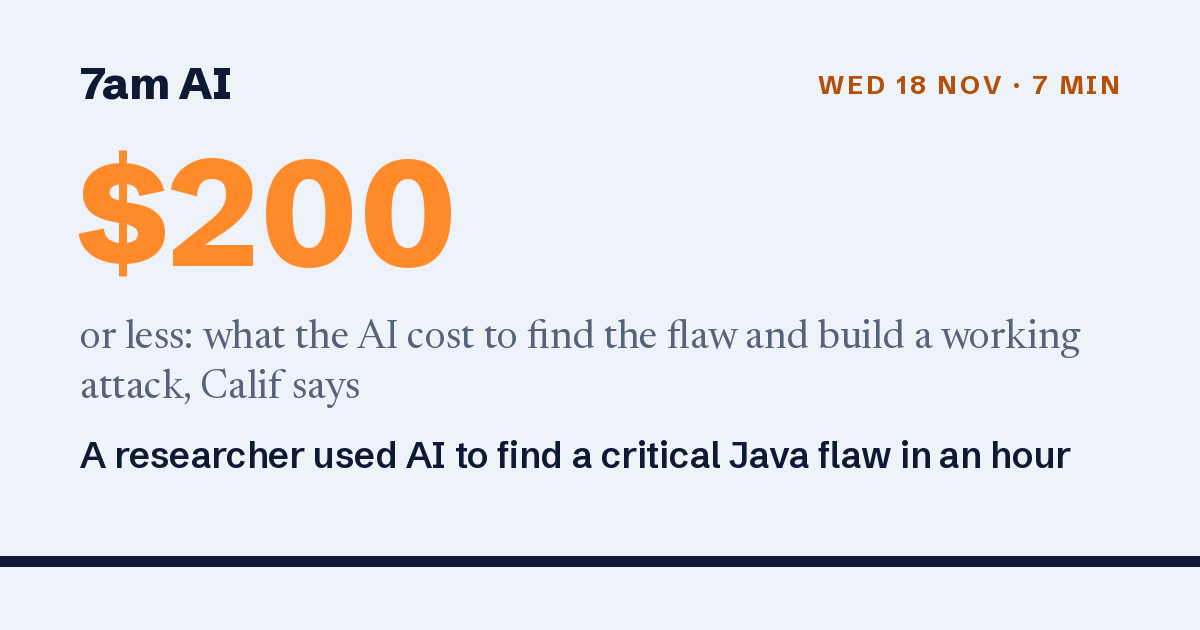 7am AI
WED 18 NOV · 7 MIN
$200
or less: what the AI cost to find the flaw and build a working
attack, Calif says
A researcher used AI to find a critical Java flaw in an hour